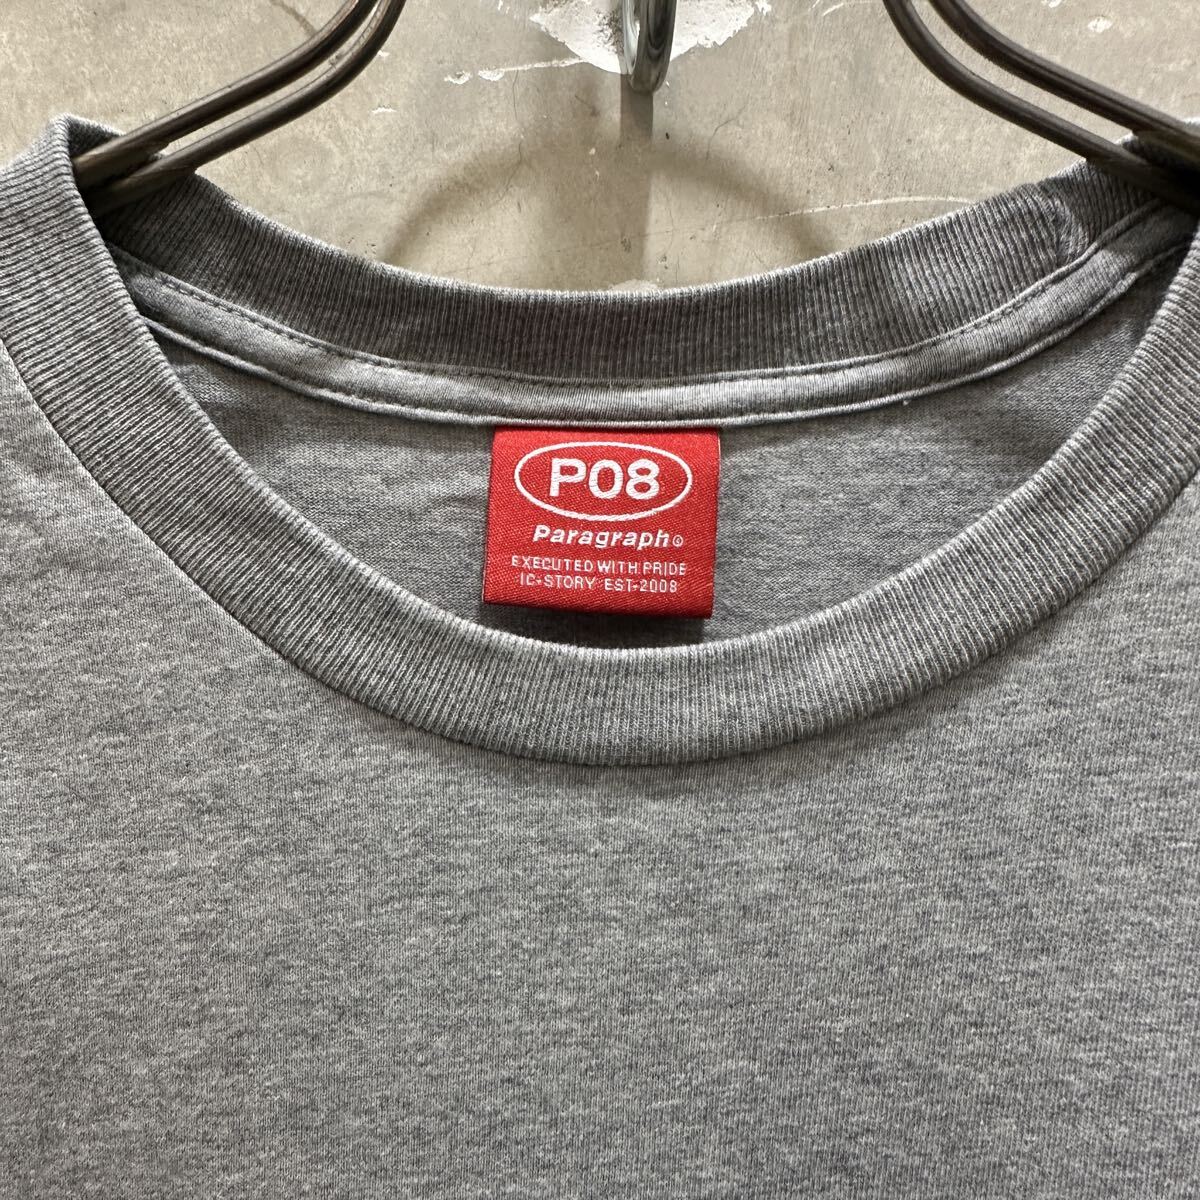 P08
Paragraph®
EXECUTED WITH PRIDE
IC-STORY EST-2008